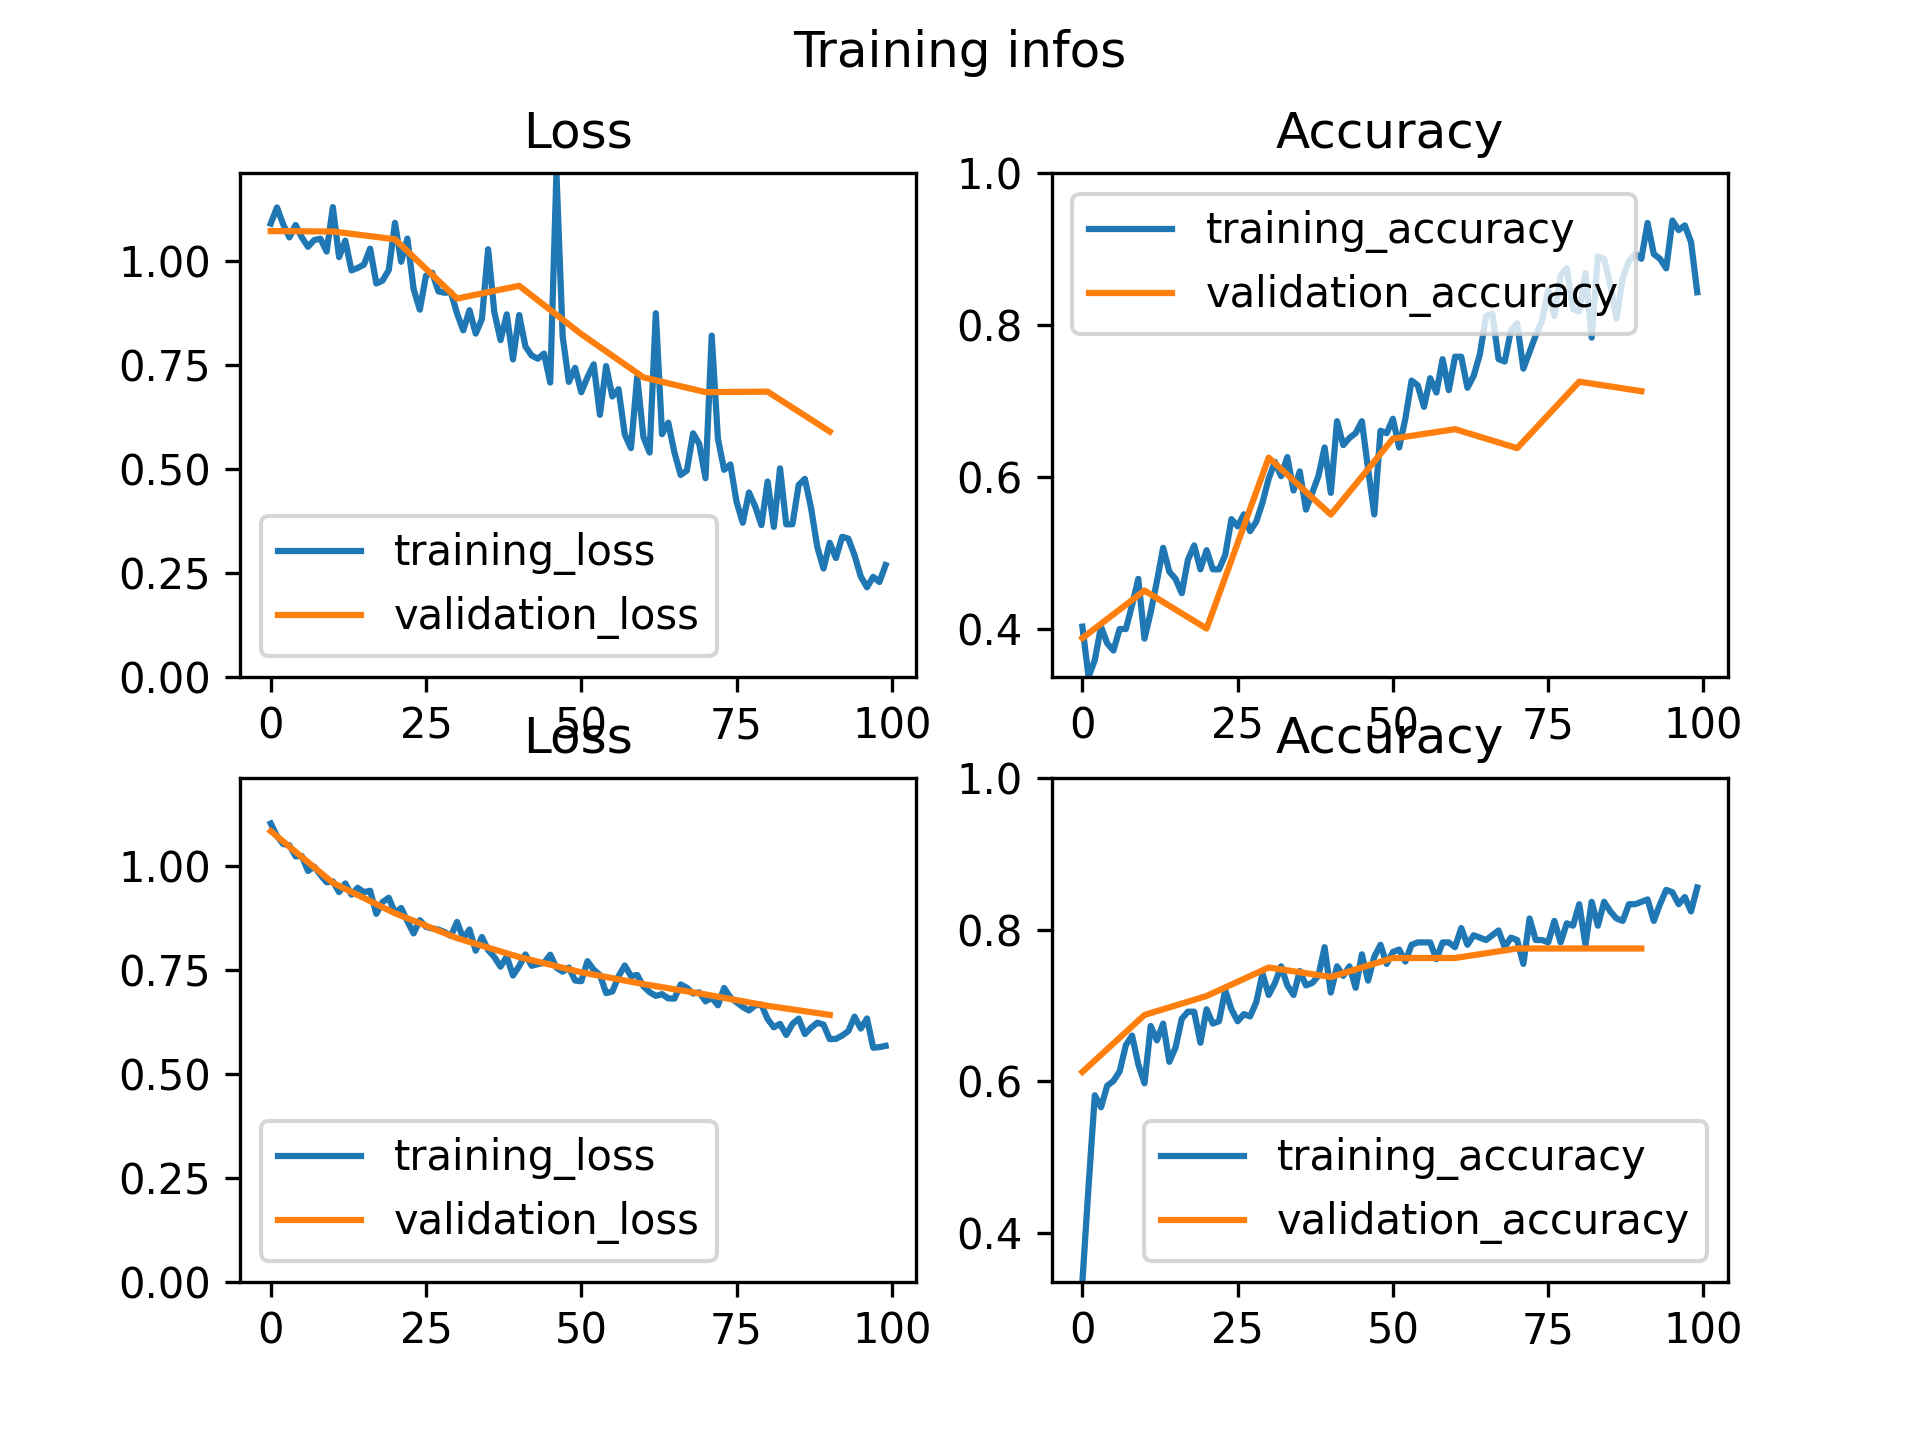 Training infos
Loss
Accuracy
1.00
0.75
0.50
0.25
0.00
training_loss
validation_loss
0 25 50 75 100
1.0
0.8
0.6
0.4
training_accuracy
validation_accuracy
0 25 50 75 100
Loss
Accuracy
1.00
0.75
0.50
0.25
0.00
training_loss
validation_loss
0 25 50 75 100
1.0
0.8
0.6
0.4
training_accuracy
validation_accuracy
0 25 50 75 100